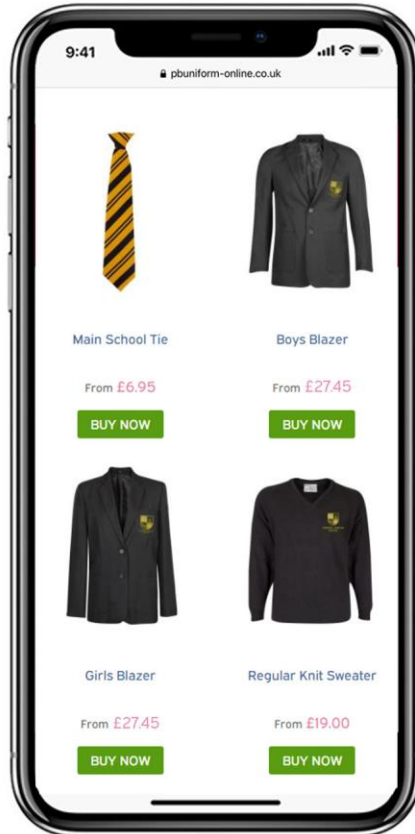 9:41
pbuniform-online.co.uk
Main School Tie
Boys Blazer
From £6.95
From £27.45
BUY NOW
BUY NOW
Girls Blazer
Regular Knit Sweater
From £27.45
From £19.00
BUY NOW
BUY NOW